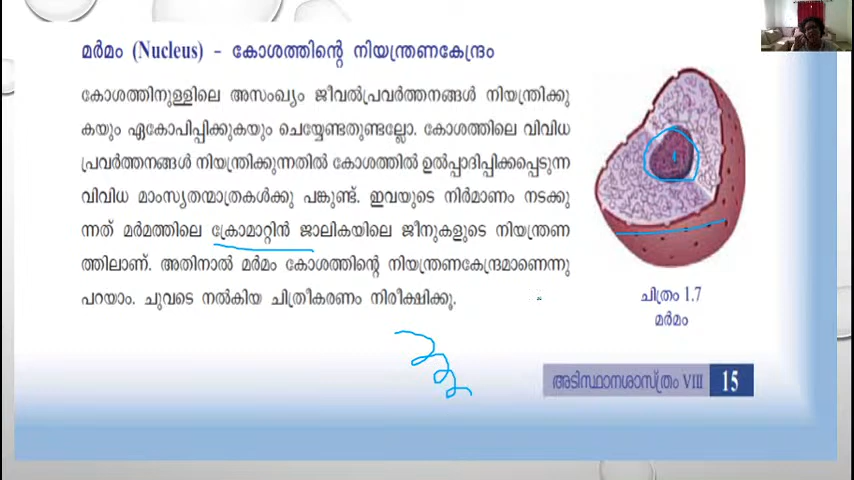 മർമം (Nucleus) - കോശത്തിന്റെ നിയന്ത്രണകേന്ദ്രം
കോശത്തിനുള്ളിലെ അസംഖ്യം ജീവൽപ്രവർത്തനങ്ങൾ നിയന്ത്രിക്കു
കയും ഏകോപിപ്പിക്കുകയും ചെയ്യേണ്ടതുണ്ടല്ലോ. കോശത്തിലെ വിവിധ
പ്രവർത്തനങ്ങൾ നിയന്ത്രിക്കുന്നതിൽ കോശത്തിൽ ഉൽപ്പാദിപ്പിക്കപ്പെടുന്ന
വിവിധ മാംസ്യതന്മാത്രകൾക്കു പങ്കുണ്ട്. ഇവയുടെ നിർമാണം നടക്കു
ന്നത് മർമത്തിലെ ക്രോമാറ്റിൻ ജാലികയിലെ ജീനുകളുടെ നിയന്ത്രണ
ത്തിലാണ്. അതിനാൽ മർമം കോശത്തിന്റെ നിയന്ത്രണകേന്ദ്രമാണെന്നു
പറയാം. ചുവടെ നൽകിയ ചിത്രീകരണം നിരീക്ഷിക്കൂ.
ചിത്രം 1.7
മർമം
അടിസ്ഥാനശാസ്ത്രം VIII 15